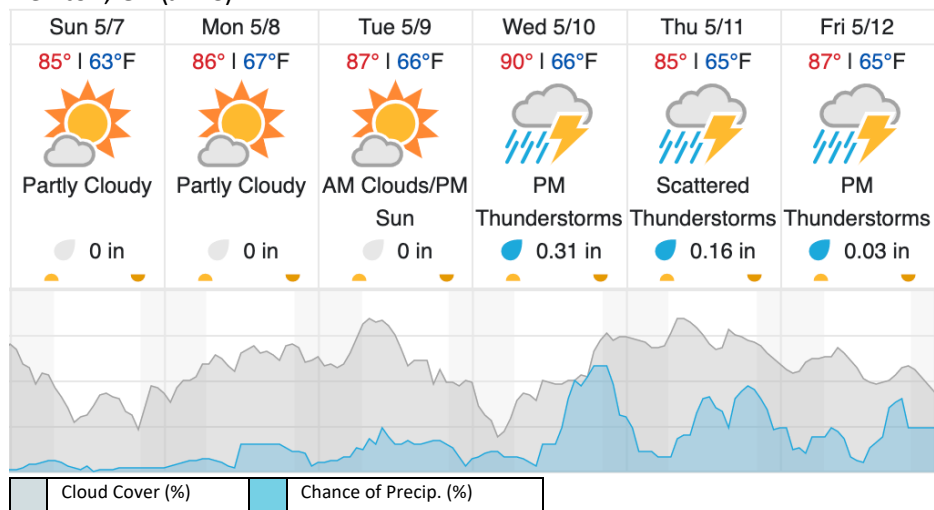 Sun 5/7 Mon 5/8 Tue 5/9 Wed 5/10 Thu 5/11 Fri 5/12
85° | 63°F 86° | 67°F 87° | 66°F 90° | 66°F 85° | 65°F 87° | 65°F
Partly Cloudy Partly Cloudy AM Clouds/PM PM Scattered PM
Sun Thunderstorms Thunderstorms Thunderstorms
0 in 0 in 0 in 0.31 in 0.16 in 0.03 in
Cloud Cover (%) Chance of Precip. (%)